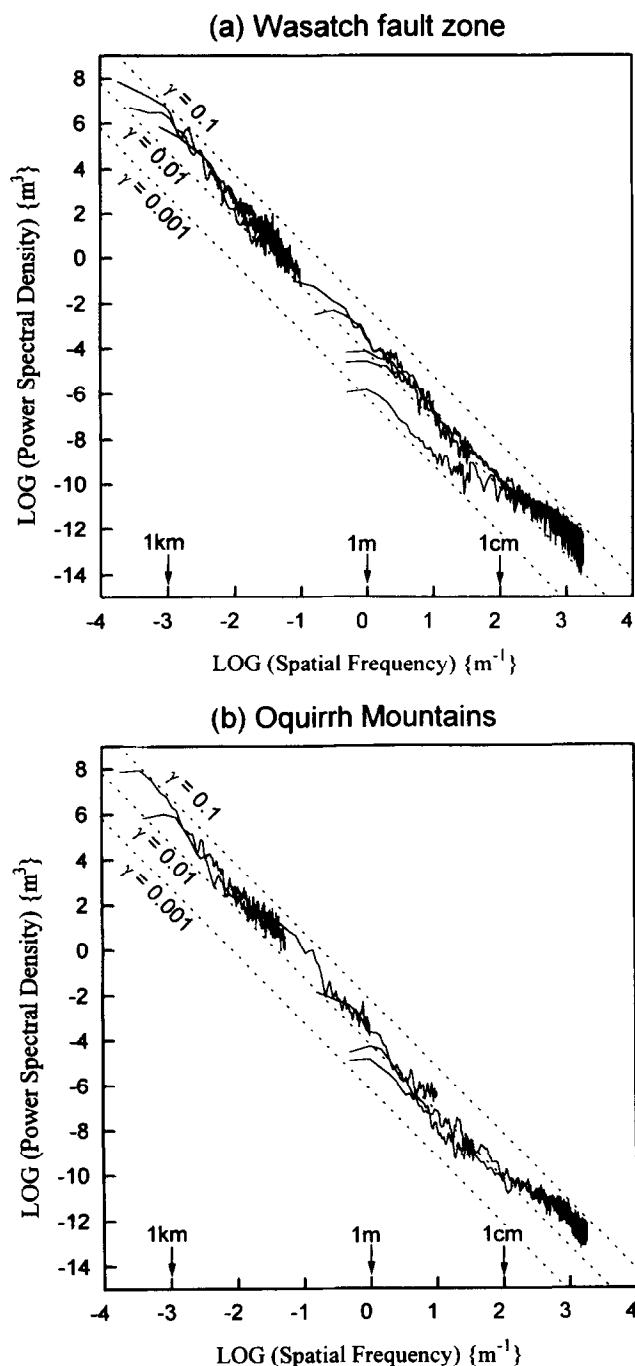 (a) Wasatch fault zone
8
6
4
2
0
-2
-4
-6
-8
-10
-12
-14
LOG (Power Spectral Density) {m³}
γ = 0.1
γ = 0.01
γ = 0.001
1km
1m
1cm
-4 -3 -2 -1 0 1 2 3 4
LOG (Spatial Frequency) {m⁻¹}
(b) Oquirrh Mountains
8
6
4
2
0
-2
-4
-6
-8
-10
-12
-14
LOG (Power Spectral Density) {m³}
γ = 0.1
γ = 0.01
γ = 0.001
1km
1m
1cm
-4 -3 -2 -1 0 1 2 3 4
LOG (Spatial Frequency) {m⁻¹}